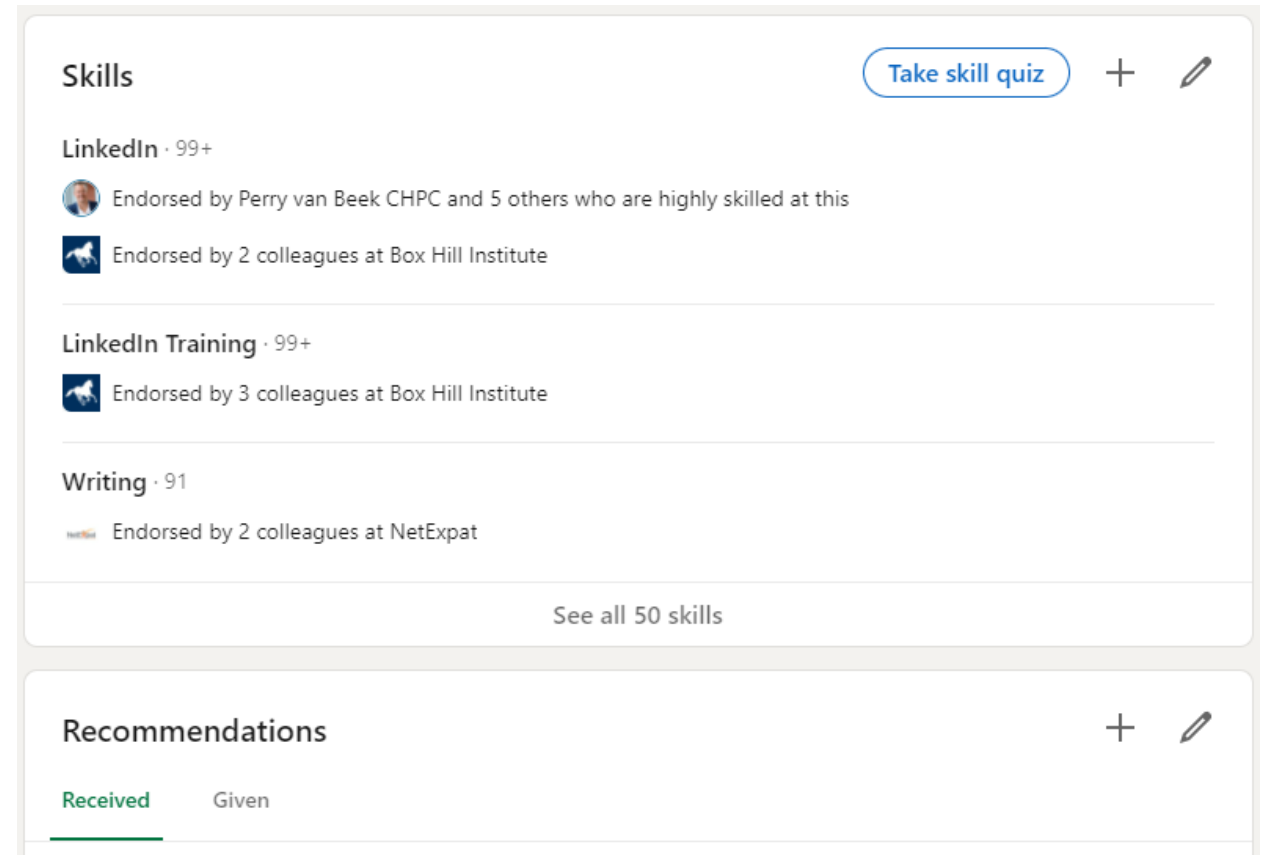 Skills
Take skill quiz
LinkedIn · 99+
Endorsed by Perry van Beek CHPC and 5 others who are highly skilled at this
Endorsed by 2 colleagues at Box Hill Institute
LinkedIn Training · 99+
Endorsed by 3 colleagues at Box Hill Institute
Writing · 91
Endorsed by 2 colleagues at NetExpat
See all 50 skills
Recommendations
Received
Given